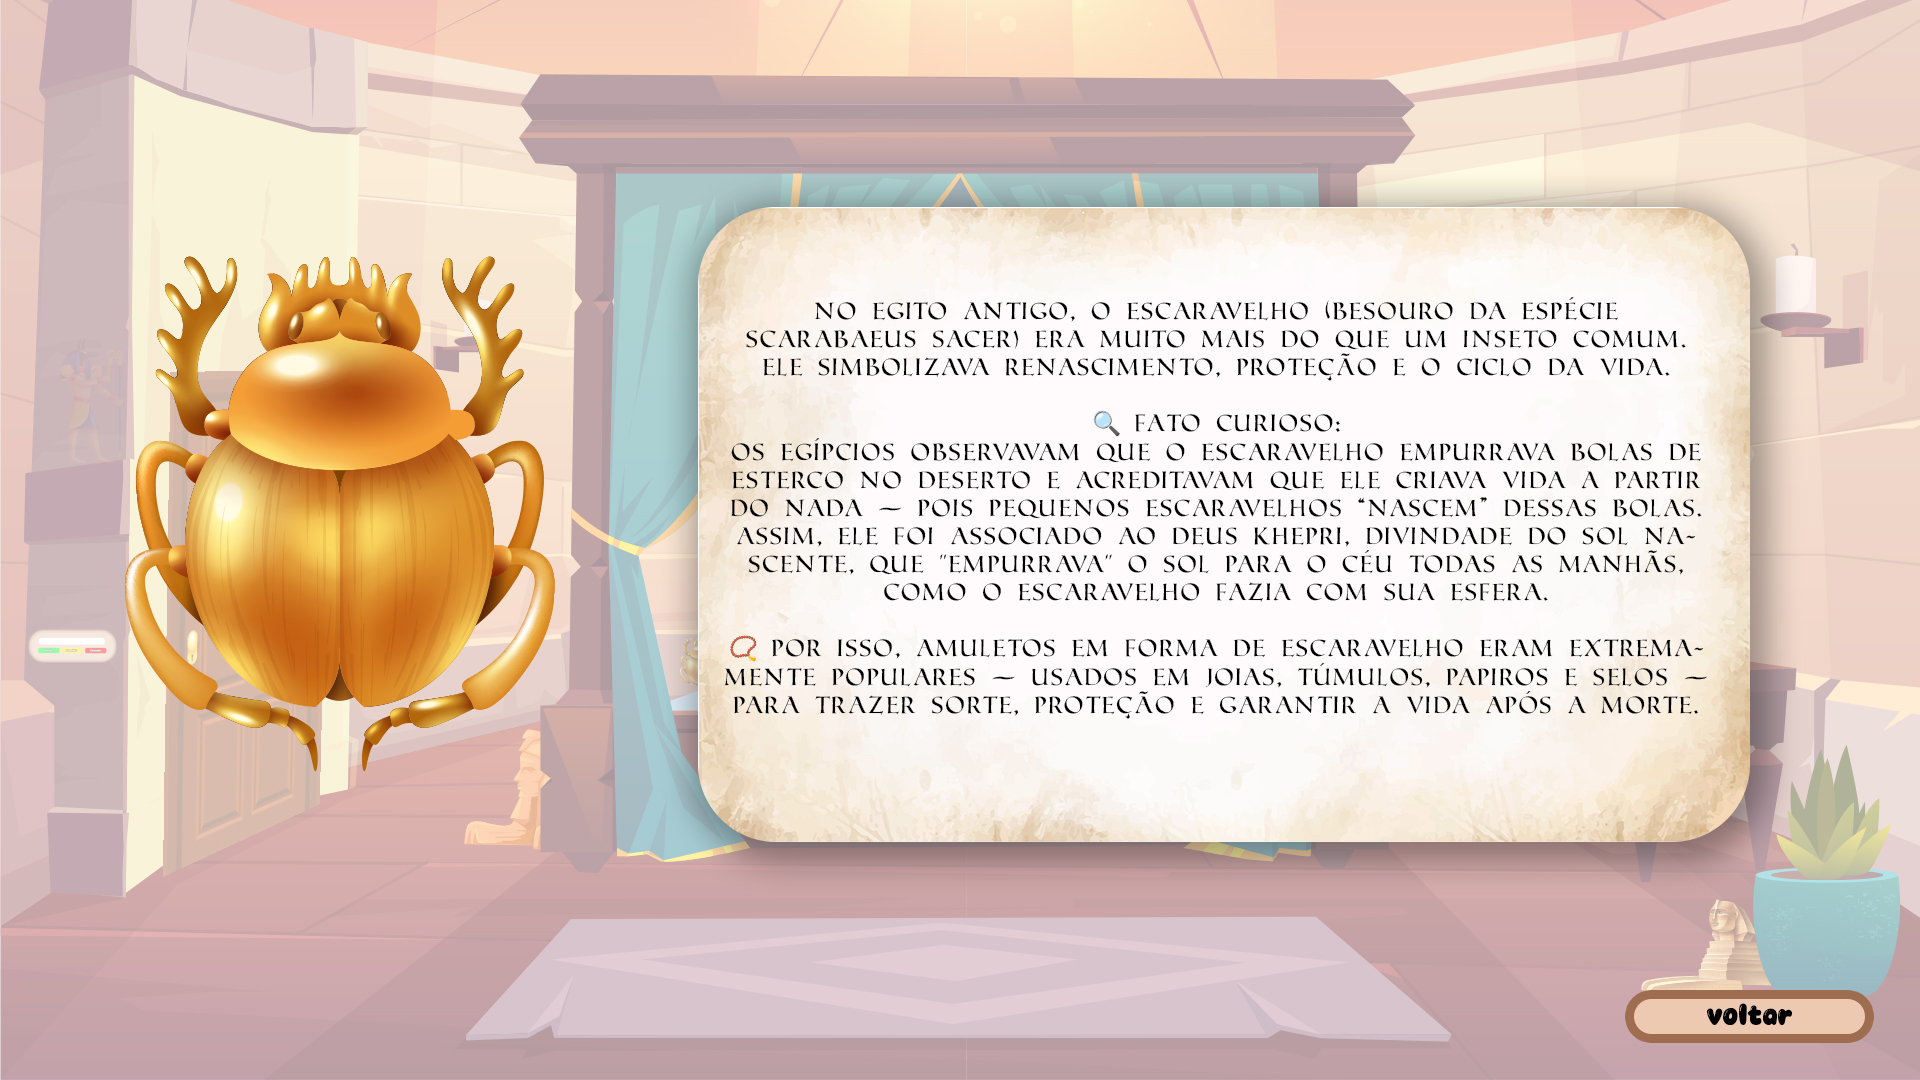 NO EGITO ANTIGO, O ESCARAVELHO (BESOURO DA ESPÉCIE
SCARABAEUS SACER) ERA MUITO MAIS DO QUE UM INSETO COMUM.
ELE SIMBOLIZAVA RENASCIMENTO, PROTEÇÃO E O CICLO DA VIDA.
🔍 FATO CURIOSO:
OS EGÍPCIOS OBSERVAVAM QUE O ESCARAVELHO EMPURRAVA BOLAS DE
ESTERCO NO DESERTO E ACREDITAVAM QUE ELE CRIAVA VIDA A PARTIR
DO NADA — POIS PEQUENOS ESCARAVELHOS “NASCEM” DESSAS BOLAS.
ASSIM, ELE FOI ASSOCIADO AO DEUS KHEPRI, DIVINDADE DO SOL NA-
SCENTE, QUE "EMPURRAVA" O SOL PARA O CÉU TODAS AS MANHÃS,
COMO O ESCARAVELHO FAZIA COM SUA ESFERA.
📿 POR ISSO, AMULETOS EM FORMA DE ESCARAVELHO ERAM EXTREMA-
MENTE POPULARES — USADOS EM JOIAS, TÚMULOS, PAPIROS E SELOS —
PARA TRAZER SORTE, PROTEÇÃO E GARANTIR A VIDA APÓS A MORTE.
voltar